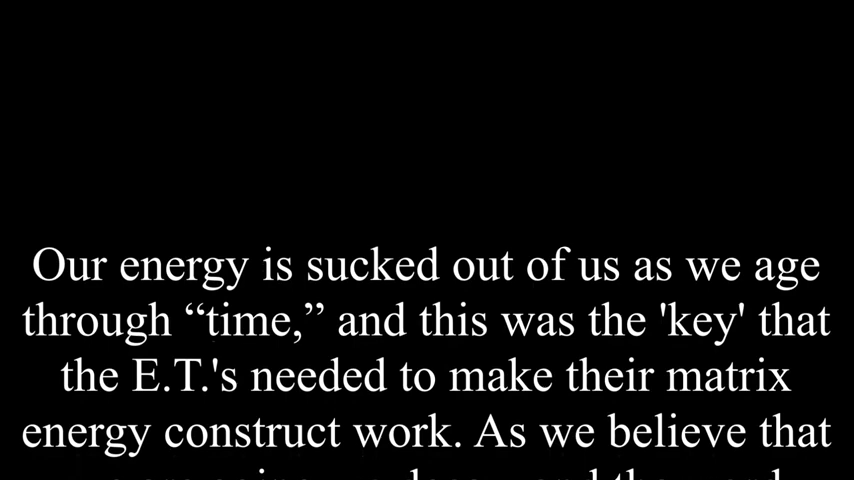 Our energy is sucked out of us as we age
through “time,” and this was the 'key' that
the E.T.'s needed to make their matrix
energy construct work. As we believe that